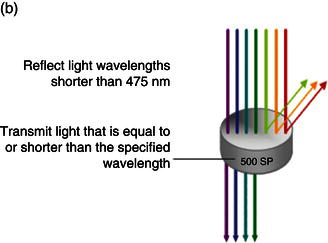 (b)
Reflect light wavelengths
shorter than 475 nm
Transmit light that is equal to
or shorter than the specified
wavelength
500 SP